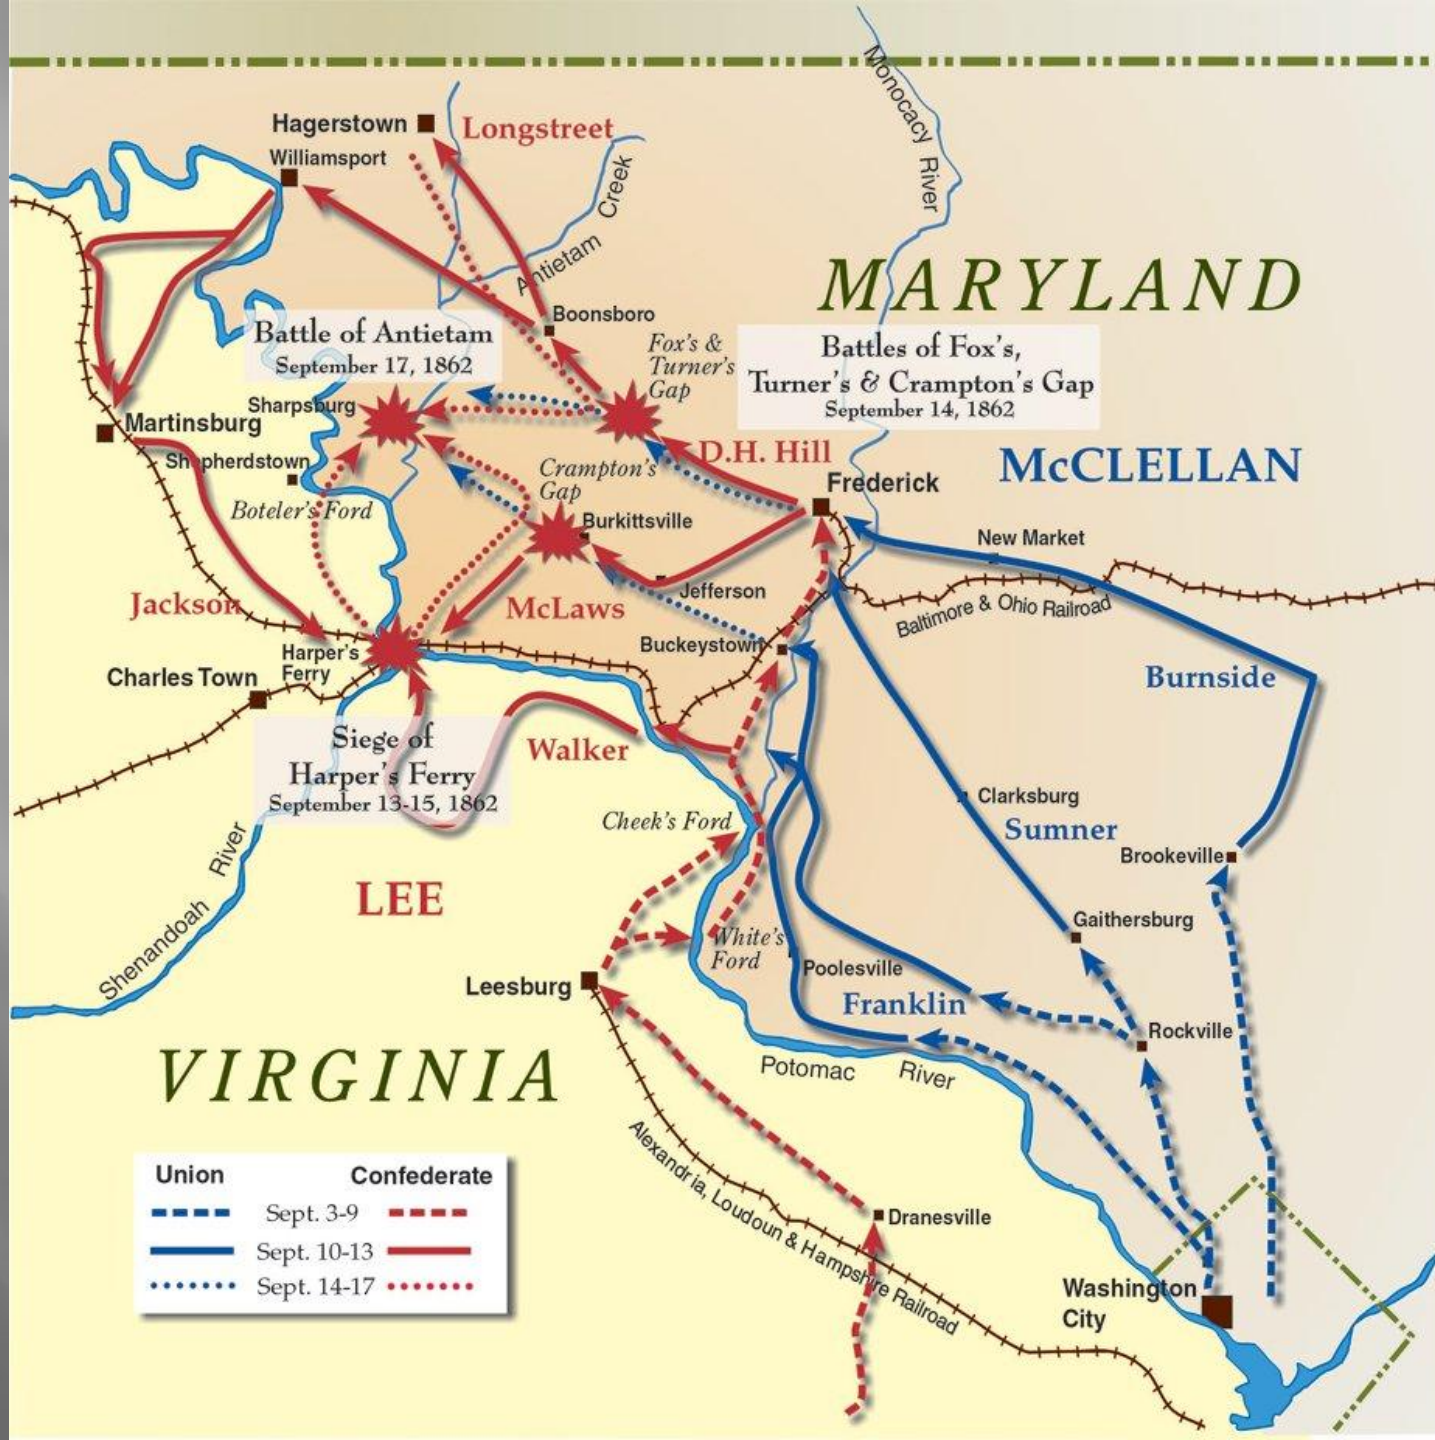 Monocacy River
Hagerstown
Longstreet
Williamsport
Antietam Creek
MARYLAND
Boonsboro
Battle of Antietam
September 17, 1862
Fox's &
Turner's
Gap
Battles of Fox's,
Turner's & Crampton's Gap
September 14, 1862
Sharpsburg
Martinsburg
D.H. Hill
McCLELLAN
Shepherdstown
Crampton's
Gap
Frederick
Boteler's Ford
Burkittsville
New Market
Jefferson
Jackson
McLaws
Baltimore & Ohio Railroad
Buckeystown
Harper's
Ferry
Charles Town
Burnside
Siege of
Harper's Ferry
September 13-15, 1862
Walker
Clarksburg
Cheek's Ford
Sumner
Shenandoah River
Brookeville
LEE
Gaithersburg
White's
Ford
Poolesville
Leesburg
Franklin
Rockville
VIRGINIA
Potomac River
Alexandria, Loudoun & Hampshire Railroad
Union Confederate
Sept. 3-9
Sept. 10-13
Sept. 14-17
Dranesville
Washington
City